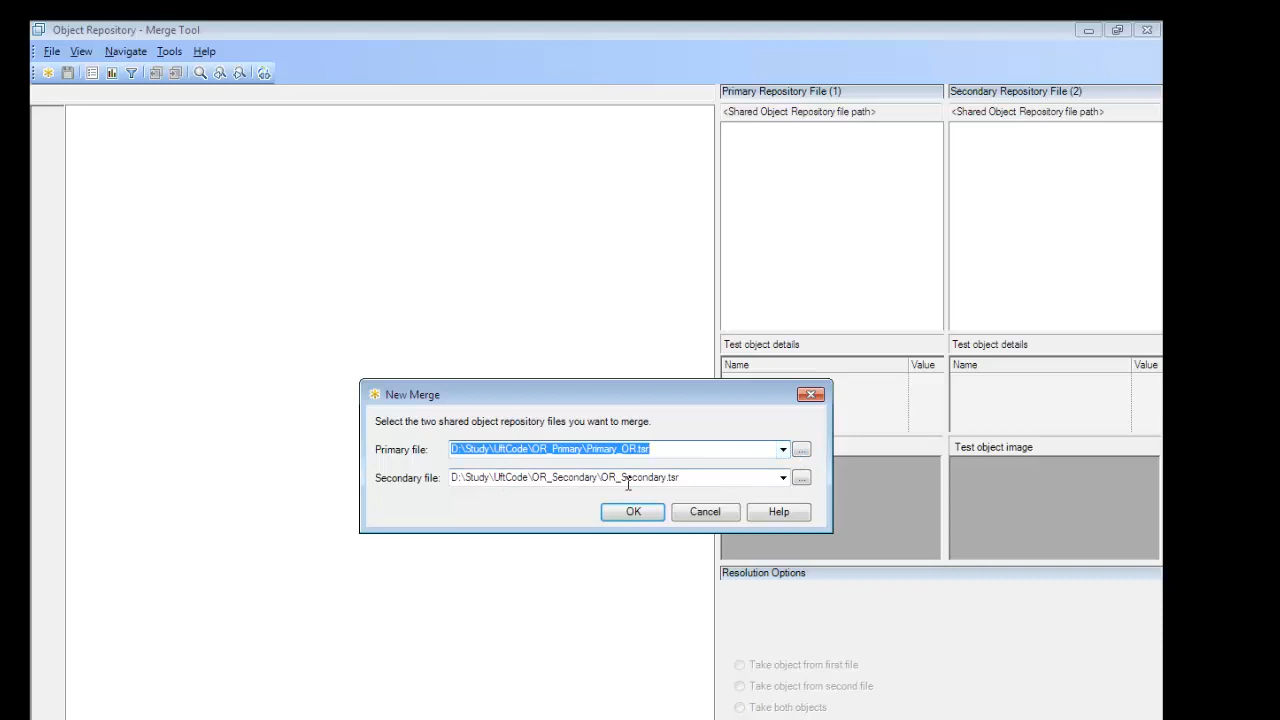 Object Repository - Merge Tool
File View Navigate Tools Help
Primary Repository File (1)
Secondary Repository File (2)
<Shared Object Repository file path>
<Shared Object Repository file path>
Test object details
Test object details
Name Value
Name Value
Test object image
New Merge
Select the two shared object repository files you want to merge.
Primary file: D:\Study\UftCode\OR_Primary\Primary_OR.tsr ...
Secondary file: D:\Study\UftCode\OR_Secondary\OR_Secondary.tsr ...
OK Cancel Help
Resolution Options
Take object from first file
Take object from second file
Take both objects